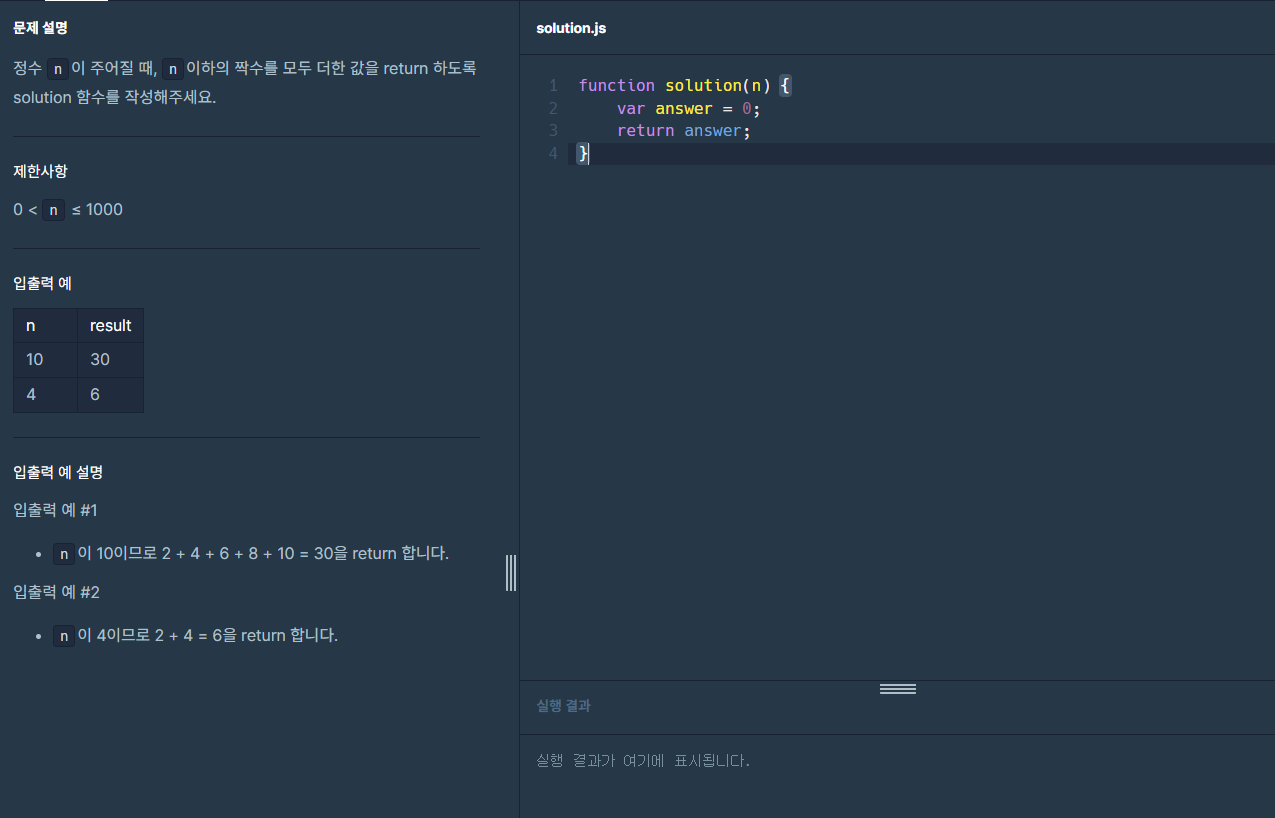 문제 설명
정수 n 이 주어질 때, n 이하의 짝수를 모두 더한 값을 return 하도록
solution 함수를 작성해주세요.
제한사항
0 < n ≤ 1000
입출력 예
n result
10 30
4 6
입출력 예 설명
입출력 예 #1
• n 이 10이므로 2 + 4 + 6 + 8 + 10 = 30을 return 합니다.
입출력 예 #2
• n 이 4이므로 2 + 4 = 6을 return 합니다.
solution.js
1 function solution(n) {
2     var answer = 0;
3     return answer;
4 }
실행 결과
실행 결과가 여기에 표시됩니다.